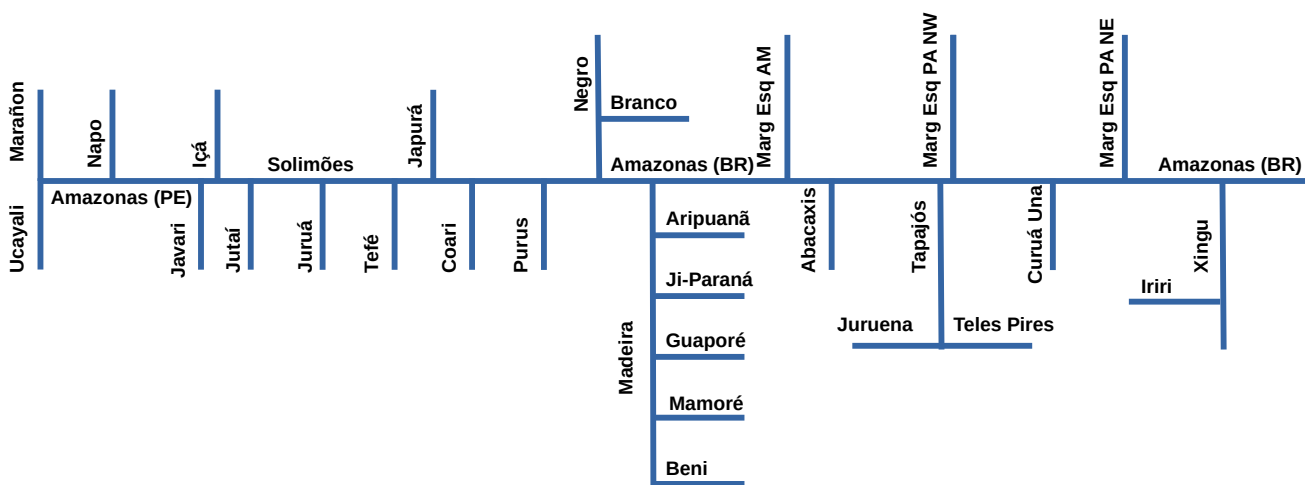 Marañon
Ucayali
Napo
Amazonas (PE)
Içá
Javari
Jutaí
Solimões
Juruá
Tefé
Japurá
Coari
Purus
Negro
Branco
Amazonas (BR)
Madeira
Aripuanã
Ji-Paraná
Guaporé
Mamoré
Beni
Marg Esq AM
Abacaxis
Marg Esq PA NW
Tapajós
Juruena
Teles Pires
Curuá Una
Marg Esq PA NE
Amazonas (BR)
Xingu
Iriri